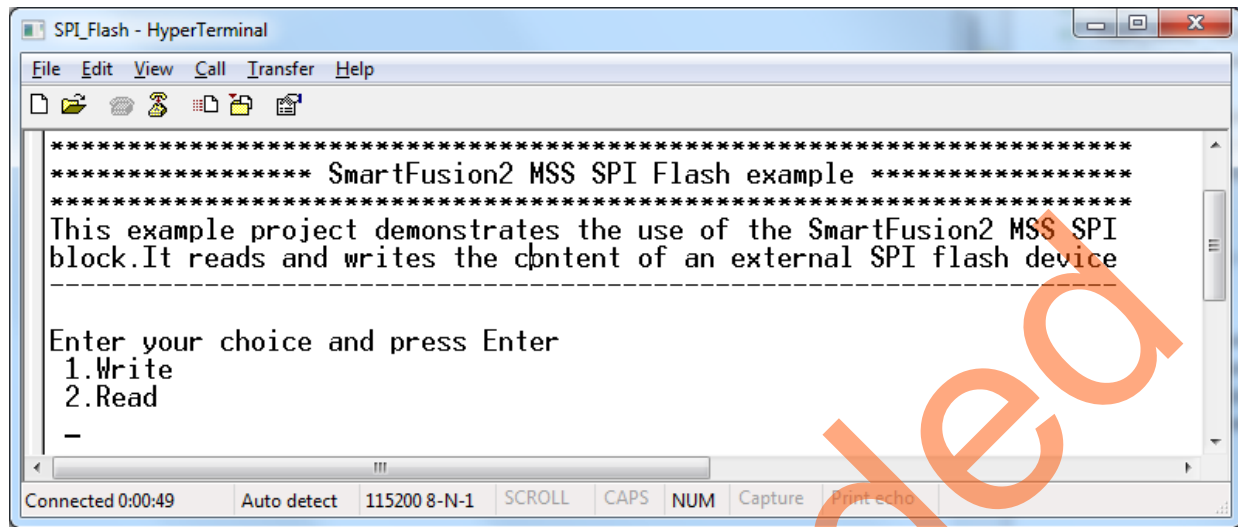 SPI_Flash - HyperTerminal
File Edit View Call Transfer Help
**********************************************************************
***************** SmartFusion2 MSS SPI Flash example *****************
**********************************************************************
This example project demonstrates the use of the SmartFusion2 MSS SPI
block.It reads and writes the content of an external SPI flash device
---------------------------------------------------------------------
Enter your choice and press Enter
1.Write
2.Read
_
Connected 0:00:49 Auto detect 115200 8-N-1 SCROLL CAPS NUM Capture Print echo
ded